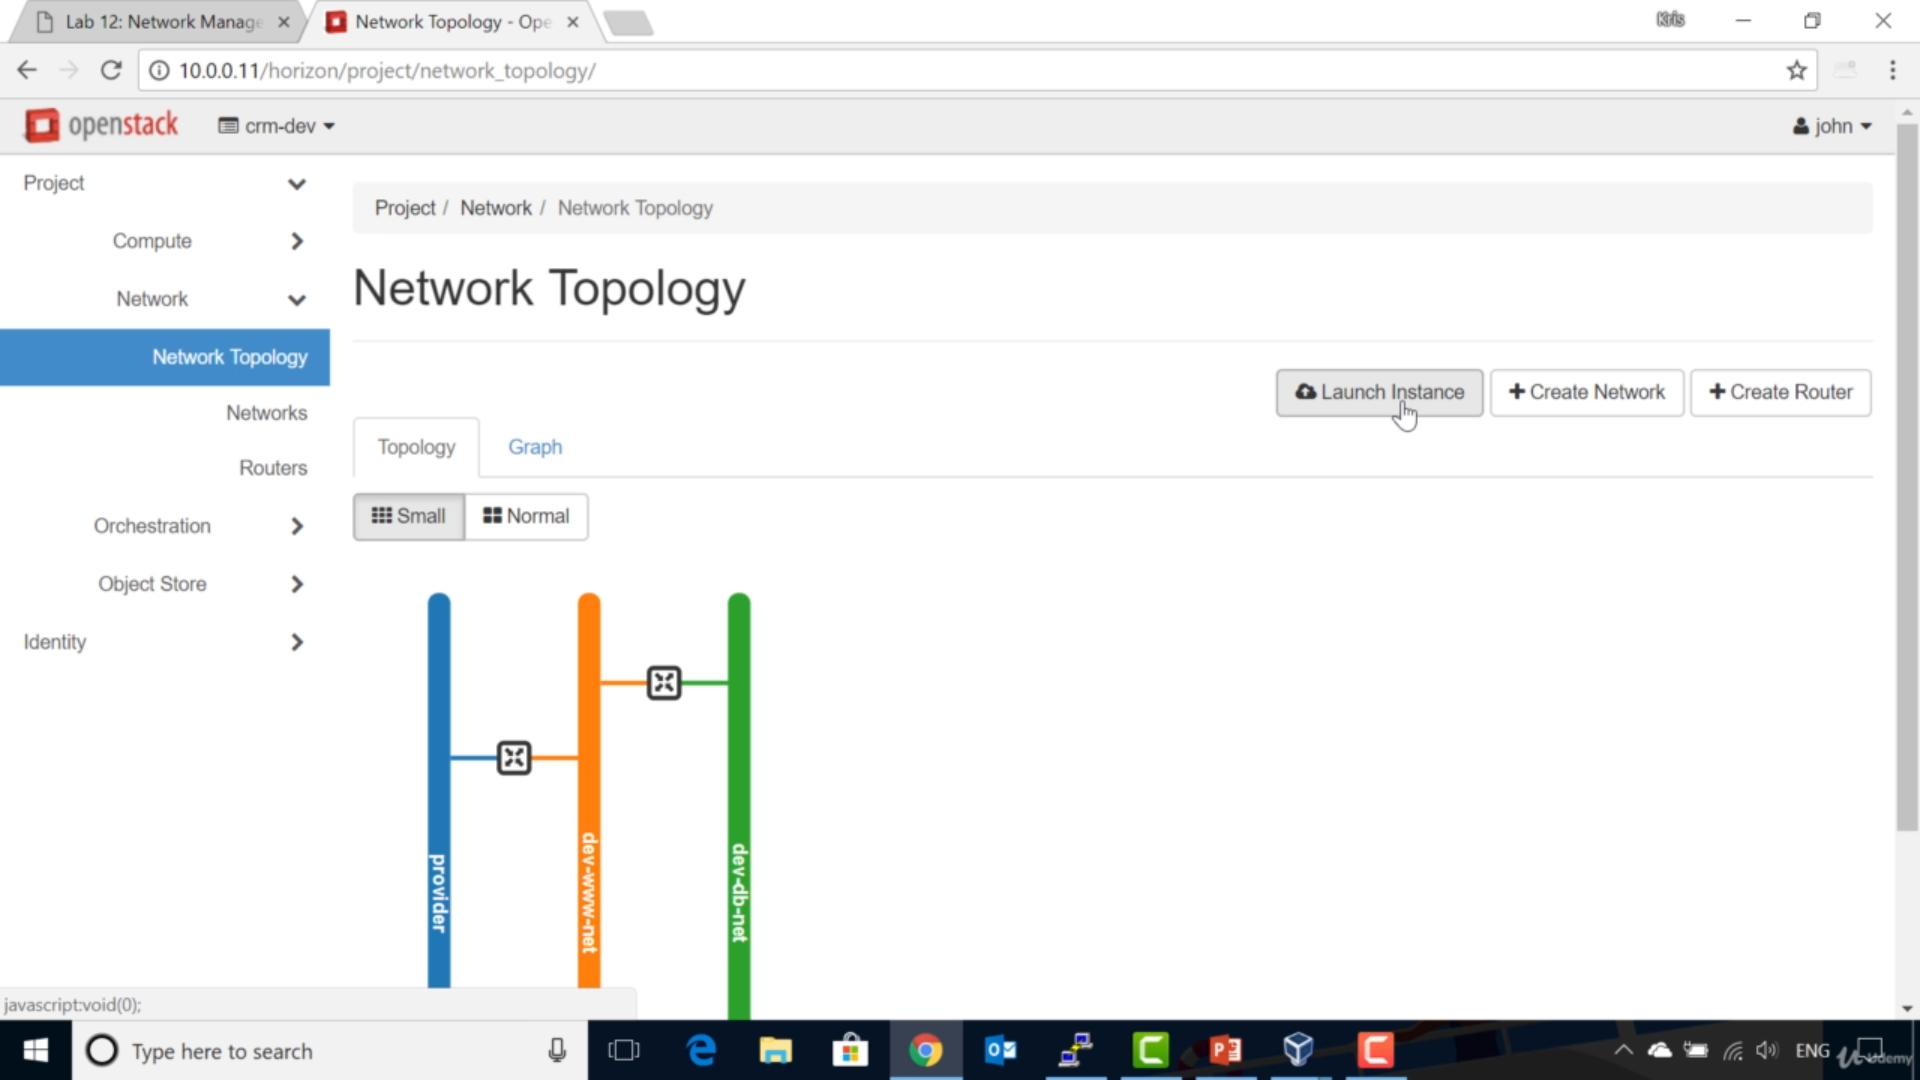 Lab 12: Network Manage
Network Topology - Ope
Kris
10.0.0.11/horizon/project/network_topology/
openstack
crm-dev
john
Project
Compute
Network
Network Topology
Networks
Routers
Orchestration
Object Store
Identity
Project / Network / Network Topology
Network Topology
Launch Instance
+ Create Network
+ Create Router
Topology
Graph
Small
Normal
provider
dev-www-net
dev-db-net
javascript:void(0);
Type here to search
ENG
Udemy